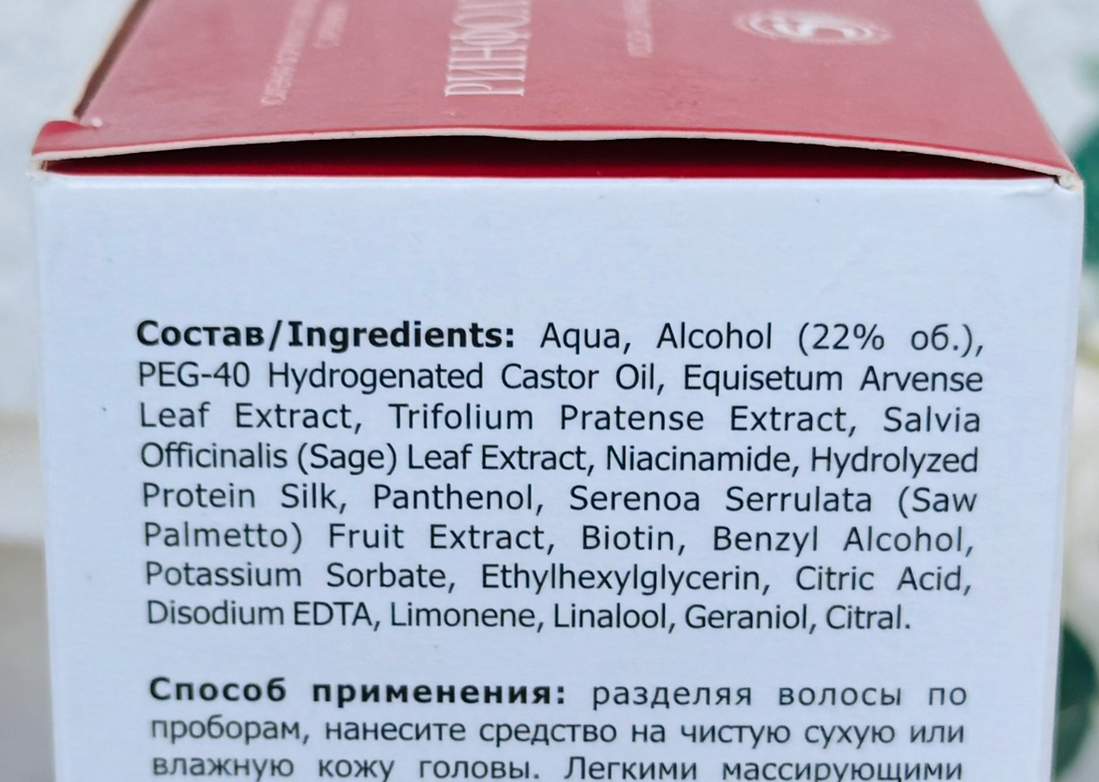 Состав/Ingredients: Aqua, Alcohol (22% об.),
PEG-40 Hydrogenated Castor Oil, Equisetum Arvense
Leaf Extract, Trifolium Pratense Extract, Salvia
Officinalis (Sage) Leaf Extract, Niacinamide, Hydrolyzed
Protein Silk, Panthenol, Serenoa Serrulata (Saw
Palmetto) Fruit Extract, Biotin, Benzyl Alcohol,
Potassium Sorbate, Ethylhexylglycerin, Citric Acid,
Disodium EDTA, Limonene, Linalool, Geraniol, Citral.
Способ применения: разделяя волосы по
проборам, нанесите средство на чистую сухую или
влажную кожу головы. Легкими массирующими